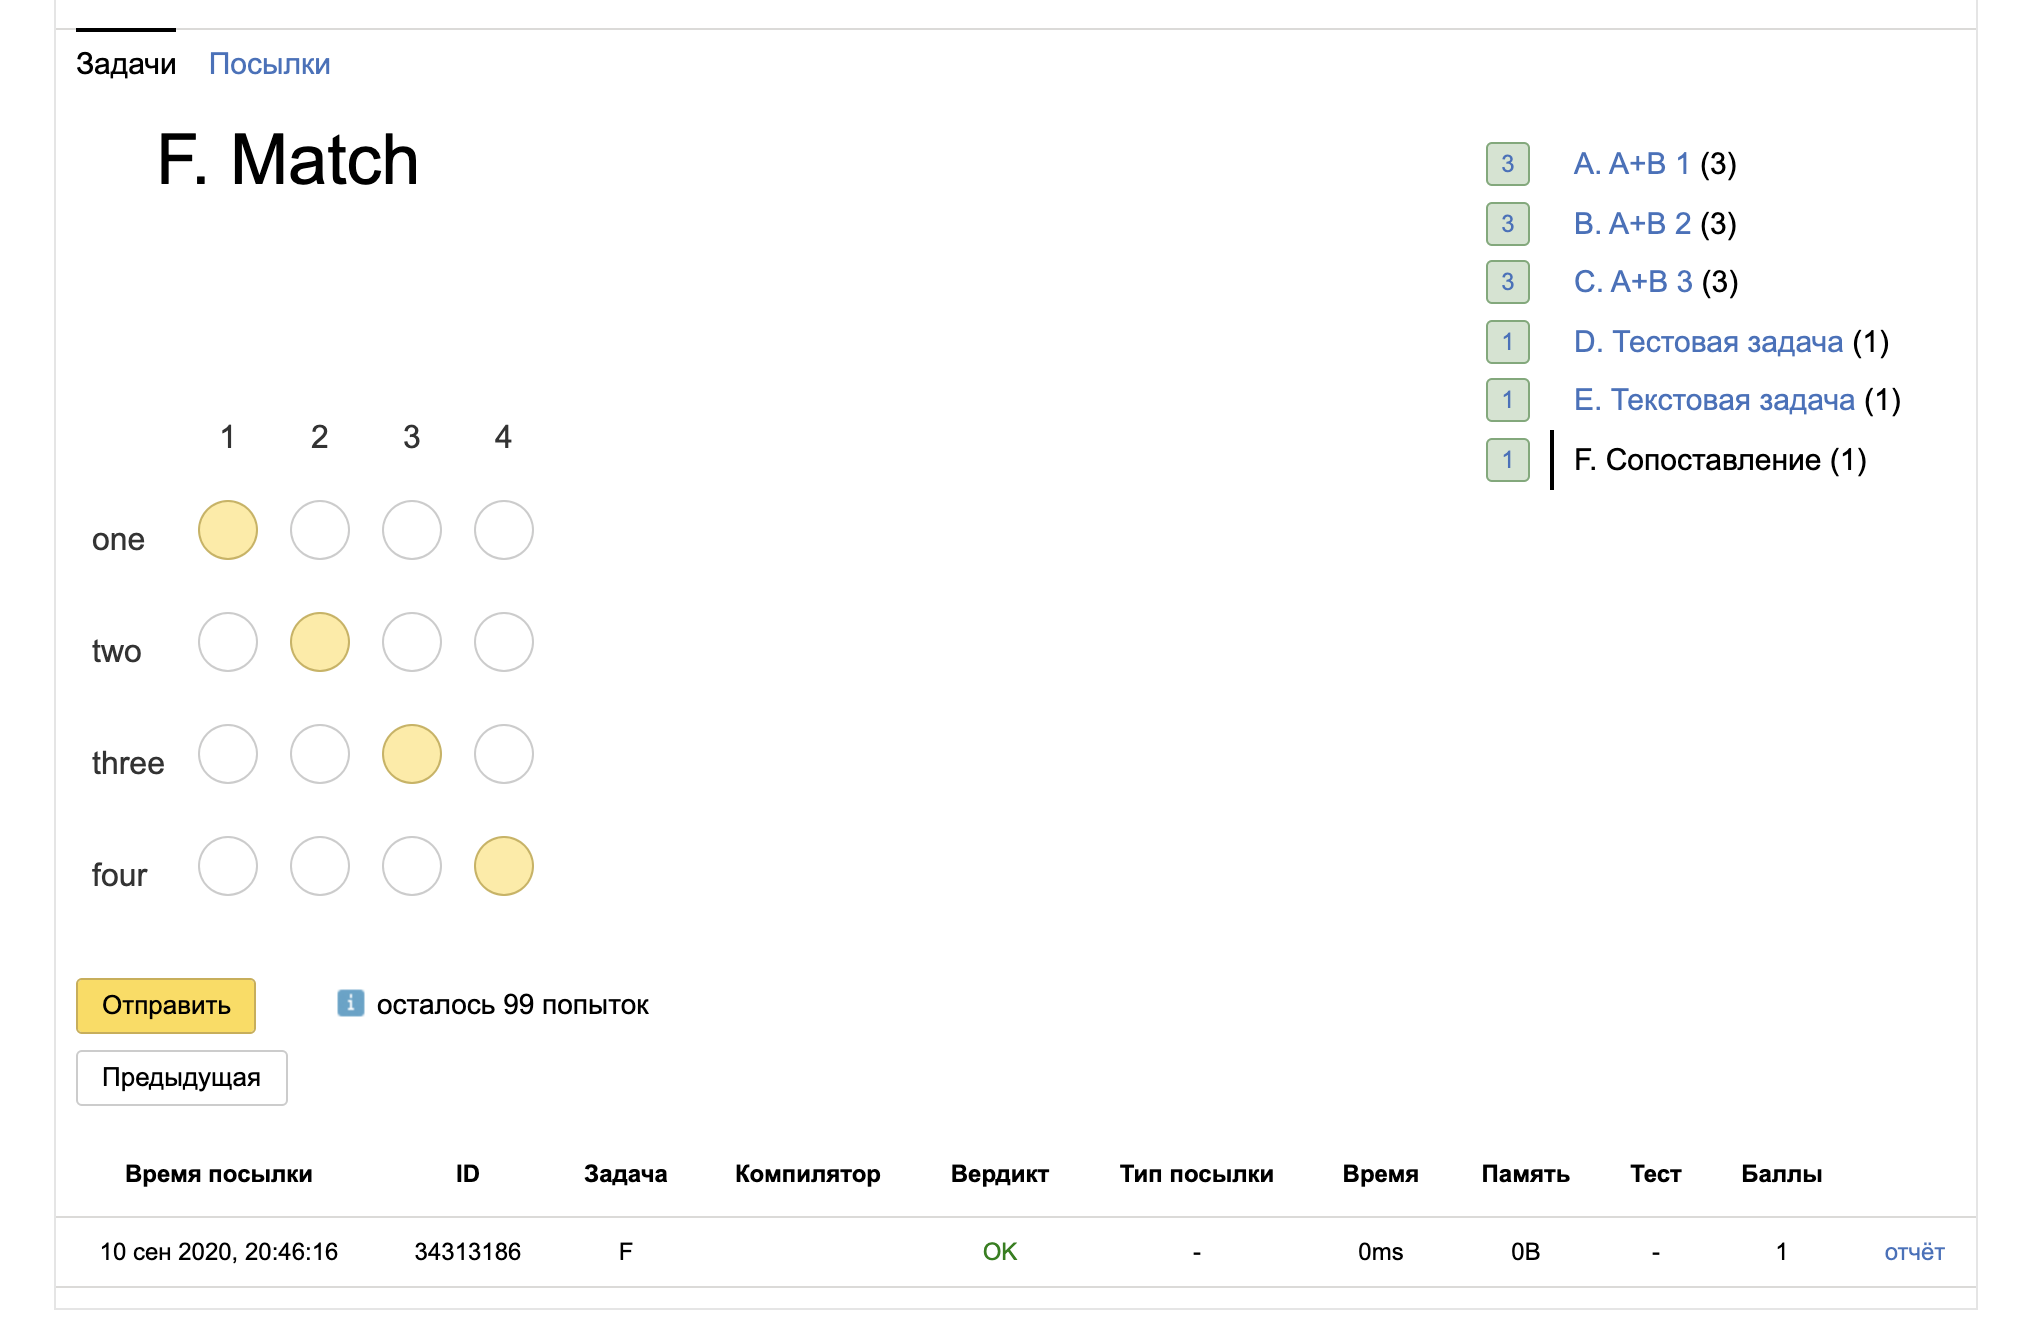 Задачи Посылки
F. Match
3 A. A+B 1 (3)
3 B. A+B 2 (3)
3 C. A+B 3 (3)
1 D. Тестовая задача (1)
1 E. Текстовая задача (1)
1 F. Сопоставление (1)
1 2 3 4
one
two
three
four
Отправить i осталось 99 попыток
Предыдущая
Время посылки ID Задача Компилятор Вердикт Тип посылки Время Память Тест Баллы
10 сен 2020, 20:46:16 34313186 F OK - 0ms 0B - 1 отчёт